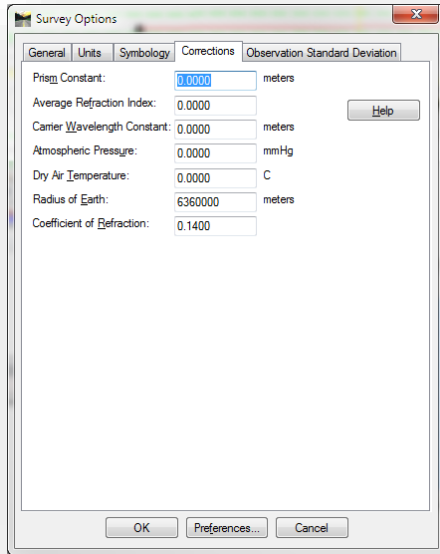 Survey Options
General Units Symbology Corrections Observation Standard Deviation
Prism Constant: 0.0000 meters
Average Refraction Index: 0.0000
Help
Carrier Wavelength Constant: 0.0000 meters
Atmospheric Pressure: 0.0000 mmHg
Dry Air Temperature: 0.0000 C
Radius of Earth: 6360000 meters
Coefficient of Refraction: 0.1400
OK Preferences... Cancel